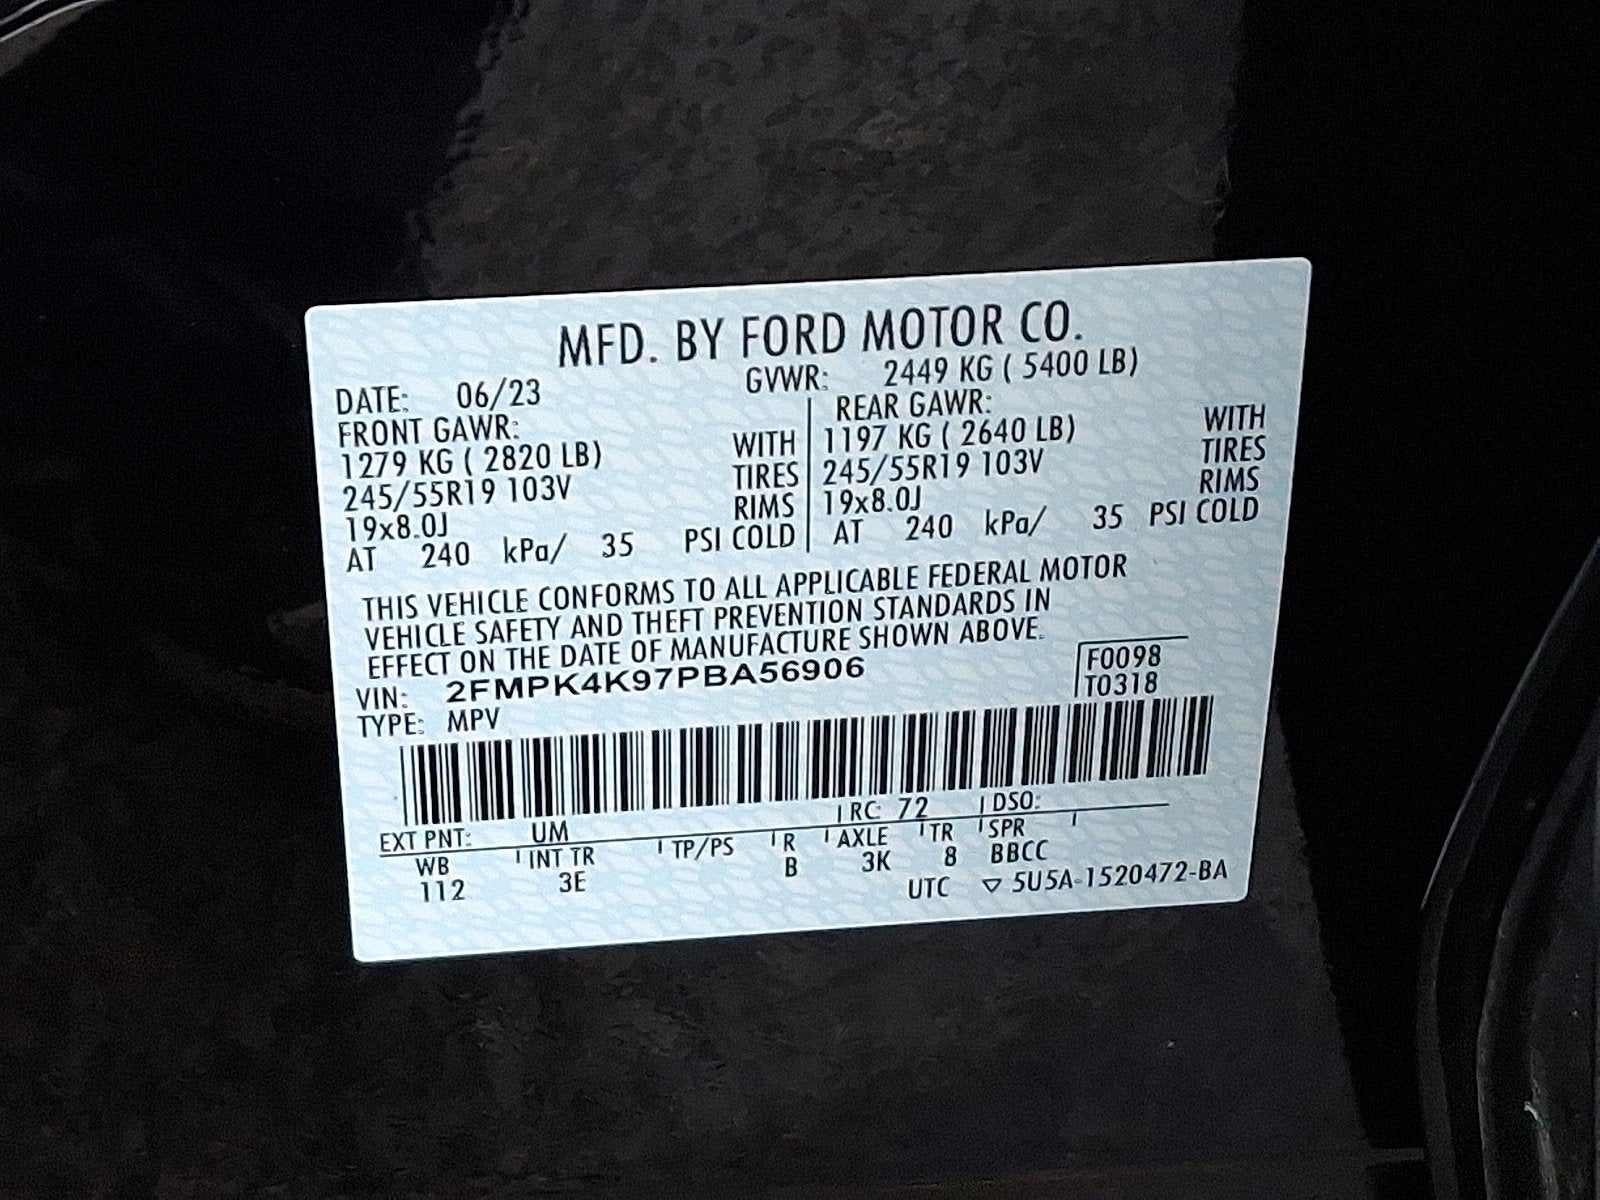 MFD. BY FORD MOTOR CO.
DATE: 06/23 GVWR: 2449 KG ( 5400 LB)
FRONT GAWR: REAR GAWR:
1279 KG ( 2820 LB) WITH 1197 KG ( 2640 LB) WITH
245/55R19 103V TIRES 245/55R19 103V TIRES
19x8.0J RIMS 19x8.0J RIMS
AT 240 kPa/ 35 PSI COLD AT 240 kPa/ 35 PSI COLD
THIS VEHICLE CONFORMS TO ALL APPLICABLE FEDERAL MOTOR
VEHICLE SAFETY AND THEFT PREVENTION STANDARDS IN
EFFECT ON THE DATE OF MANUFACTURE SHOWN ABOVE.
VIN: 2FMPK4K97PBA56906 F0098
TYPE: MPV T0318
EXT PNT: UM RC: 72 DSO:
WB INT TR TP/PS R AXLE TR SPR
112 3E B 3K 8 BBCC
UTC ▽ 5U5A-1520472-BA